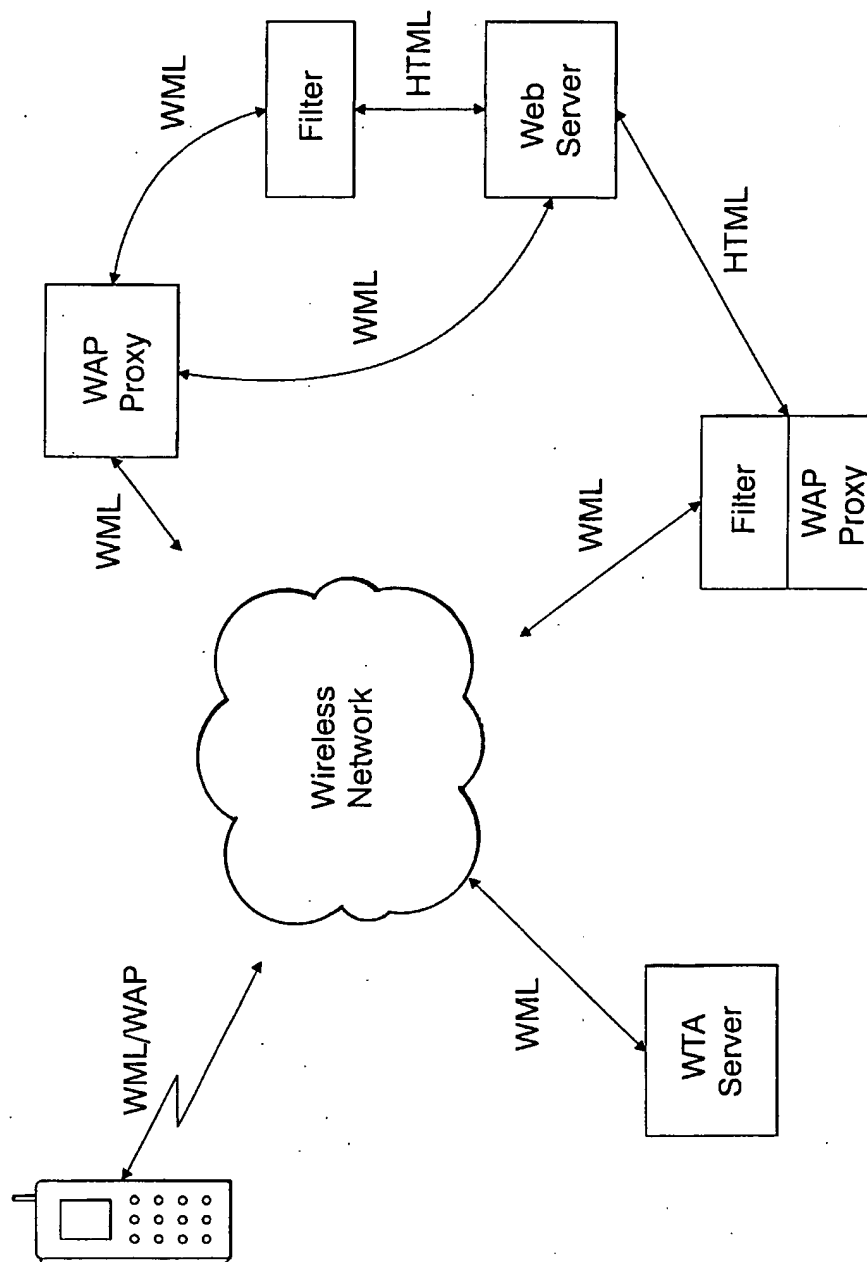 WML/WAP
Wireless
Network
WML
WTA
Server
WML
WAP
Proxy
WML
Filter
WML
HTML
Web
Server
WML
Filter
WAP
Proxy
HTML